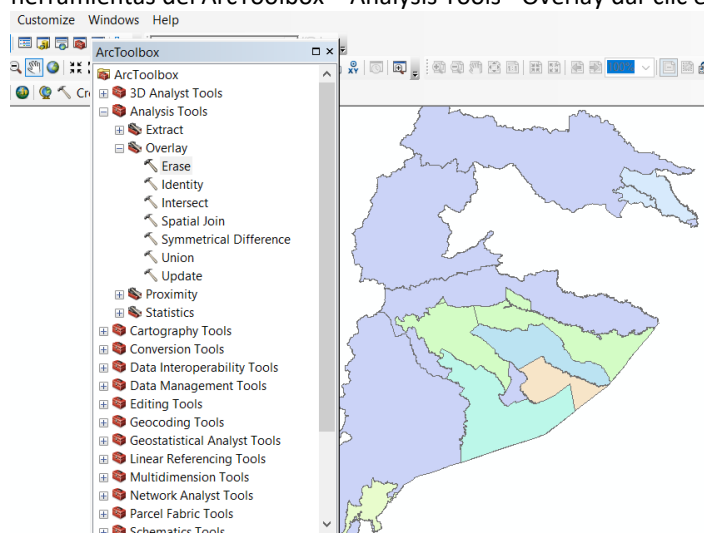 herramientas del ArcToolbox – Analysis Tools - Overlay dar clic
Customize Windows Help
ArcToolbox
ArcToolbox
3D Analyst Tools
Analysis Tools
Extract
Overlay
Erase
Identity
Intersect
Spatial Join
Symmetrical Difference
Union
Update
Proximity
Statistics
Cartography Tools
Conversion Tools
Data Interoperability Tools
Data Management Tools
Editing Tools
Geocoding Tools
Geostatistical Analyst Tools
Linear Referencing Tools
Multidimension Tools
Network Analyst Tools
Parcel Fabric Tools
Schematics Tools